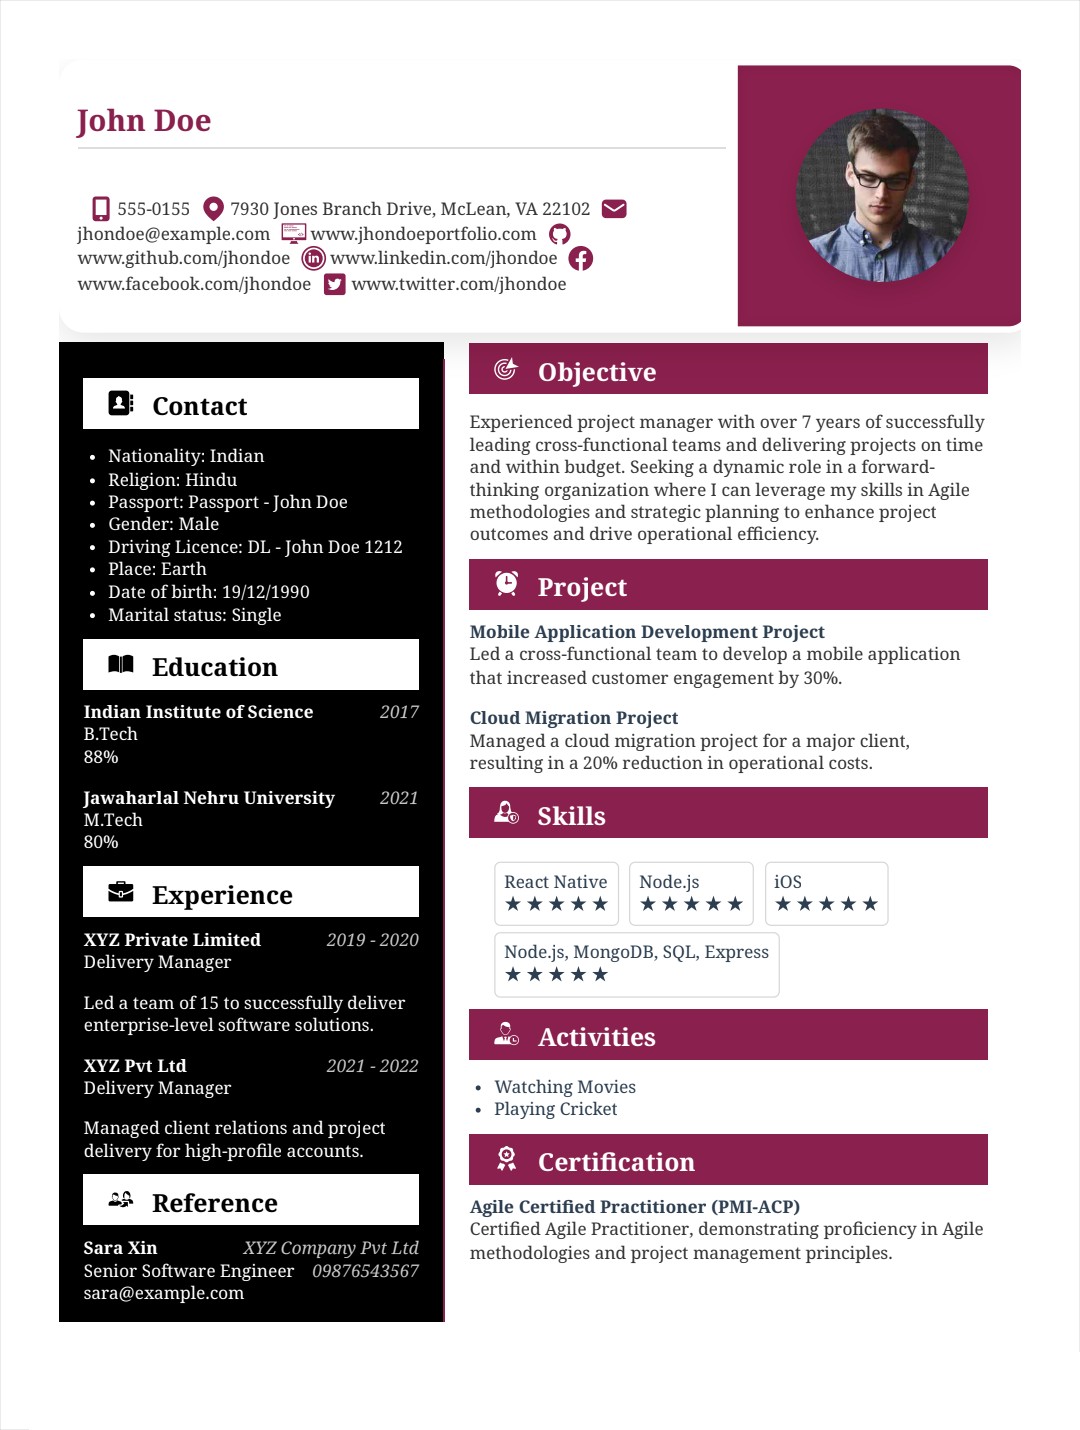 John Doe
555-0155 7930 Jones Branch Drive, McLean, VA 22102
jhondoe@example.com www.jhondoeportfolio.com
www.github.com/jhondoe www.linkedin.com/jhondoe
www.facebook.com/jhondoe www.twitter.com/jhondoe
Contact
• Nationality: Indian
• Religion: Hindu
• Passport: Passport - John Doe
• Gender: Male
• Driving Licence: DL - John Doe 1212
• Place: Earth
• Date of birth: 19/12/1990
• Marital status: Single
Education
Indian Institute of Science 2017
B.Tech
88%
Jawaharlal Nehru University 2021
M.Tech
80%
Experience
XYZ Private Limited 2019 - 2020
Delivery Manager
Led a team of 15 to successfully deliver
enterprise-level software solutions.
XYZ Pvt Ltd 2021 - 2022
Delivery Manager
Managed client relations and project
delivery for high-profile accounts.
Reference
Sara Xin XYZ Company Pvt Ltd
Senior Software Engineer 09876543567
sara@example.com
Objective
Experienced project manager with over 7 years of successfully
leading cross-functional teams and delivering projects on time
and within budget. Seeking a dynamic role in a forward-
thinking organization where I can leverage my skills in Agile
methodologies and strategic planning to enhance project
outcomes and drive operational efficiency.
Project
Mobile Application Development Project
Led a cross-functional team to develop a mobile application
that increased customer engagement by 30%.
Cloud Migration Project
Managed a cloud migration project for a major client,
resulting in a 20% reduction in operational costs.
Skills
React Native Node.js iOS
★★★★★ ★★★★★ ★★★★★
Node.js, MongoDB, SQL, Express
★★★★★
Activities
• Watching Movies
• Playing Cricket
Certification
Agile Certified Practitioner (PMI-ACP)
Certified Agile Practitioner, demonstrating proficiency in Agile
methodologies and project management principles.